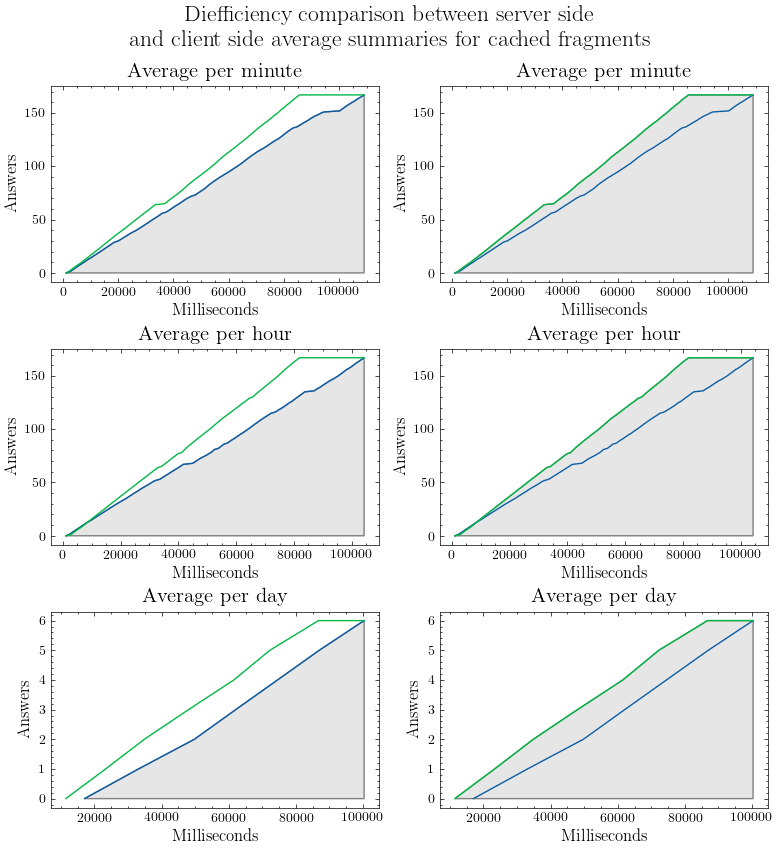 Diefficiency comparison between server side
and client side average summaries for cached fragments
Average per minute
Answers
150
100
50
0
0 20000 40000 60000 80000 100000
Milliseconds
Average per minute
Answers
150
100
50
0
0 20000 40000 60000 80000 100000
Milliseconds
Average per hour
Answers
150
100
50
0
0 20000 40000 60000 80000 100000
Milliseconds
Average per hour
Answers
150
100
50
0
0 20000 40000 60000 80000 100000
Milliseconds
Average per day
Answers
6
5
4
3
2
1
0
20000 40000 60000 80000 100000
Milliseconds
Average per day
Answers
6
5
4
3
2
1
0
20000 40000 60000 80000 100000
Milliseconds